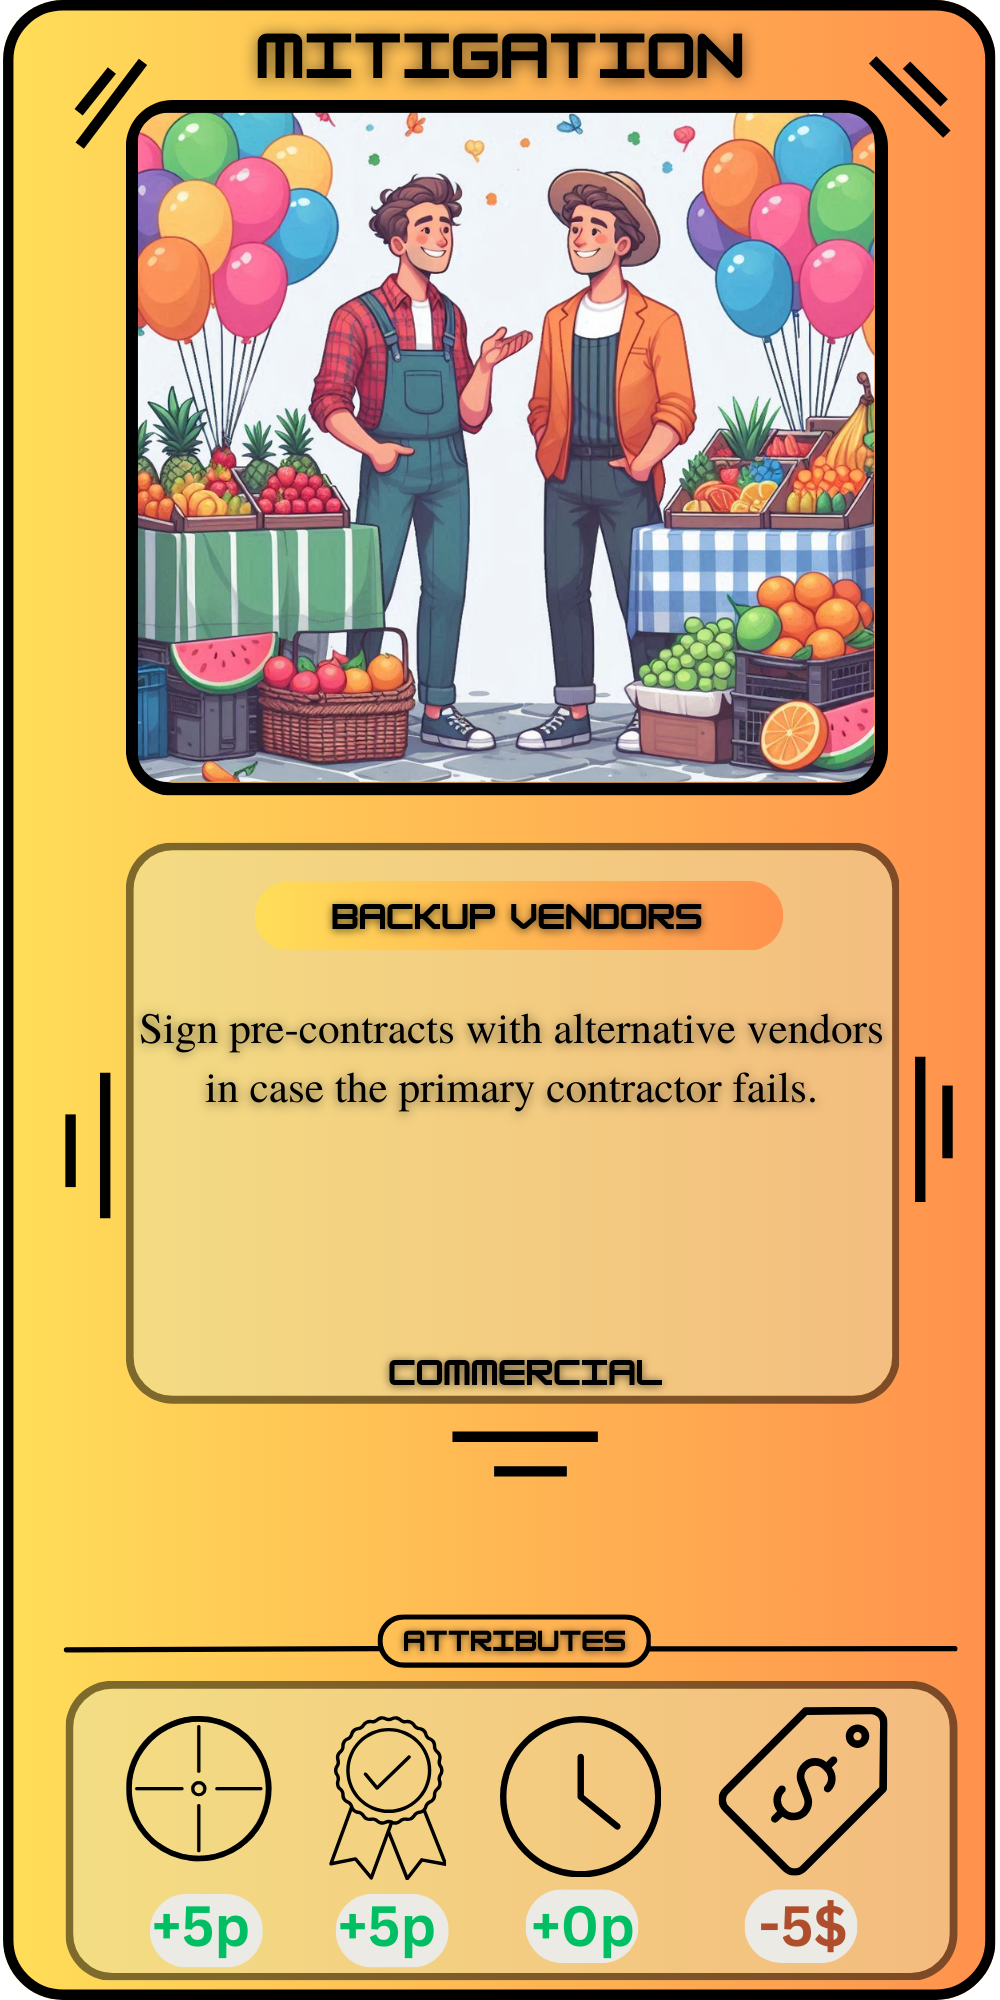 MITIGATION
BACKUP VENDORS
Sign pre-contracts with alternative vendors
in case the primary contractor fails.
COMMERCIAL
ATTRIBUTES
+5p +5p +0p -5$